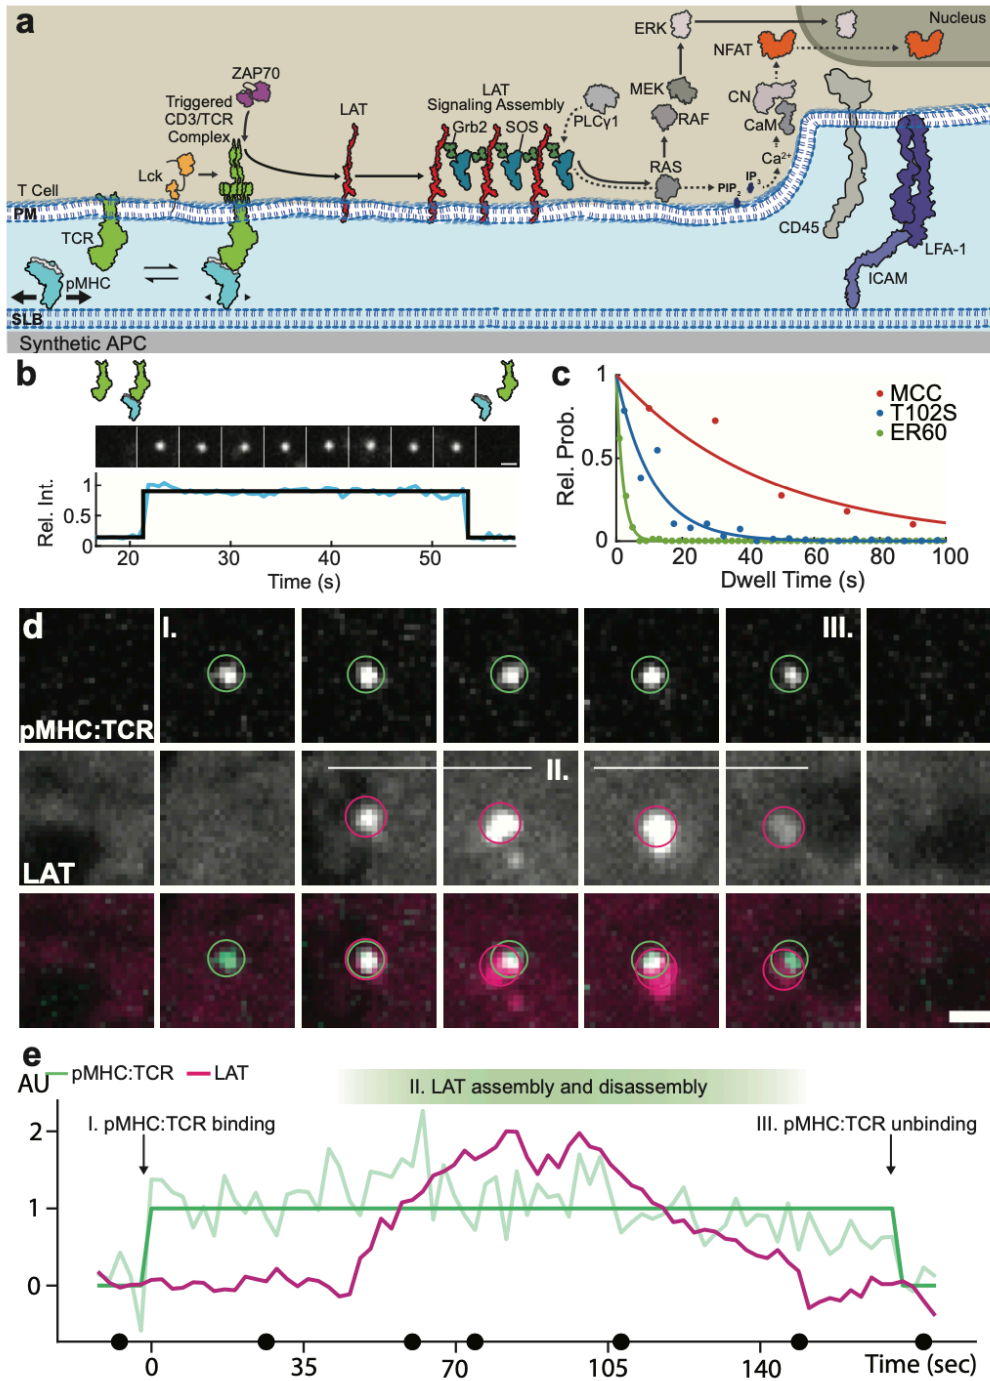 a
Nucleus
ERK
NFAT
ZAP70
Triggered
CD3/TCR
Complex
LAT
LAT
Signaling Assembly
Grb2
SOS
PLCγ1
MEK
RAF
CN
CaM
Ca²⁺
Lck
RAS
PIP₂
IP
T Cell
PM
TCR
pMHC
CD45
LFA-1
ICAM
SLB
Synthetic APC
b
Rel. Int.
1
0.5
0
20
30
40
50
Time (s)
c
Rel. Prob.
1
0.5
0
MCC
T102S
ER60
0
20
40
60
80
100
Dwell Time (s)
d
I.
III.
pMHC:TCR
II.
LAT
e
AU
pMHC:TCR
LAT
II. LAT assembly and disassembly
I. pMHC:TCR binding
III. pMHC:TCR unbinding
2
1
0
0
35
70
105
140
Time (sec)